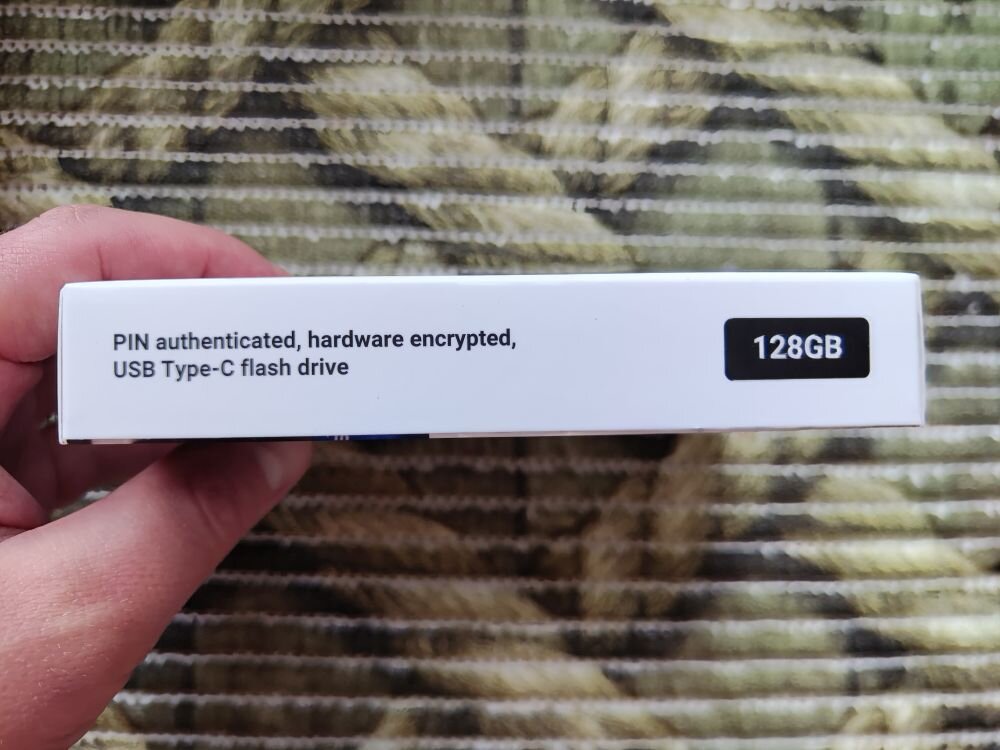 PIN authenticated, hardware encrypted,
USB Type-C flash drive
128GB